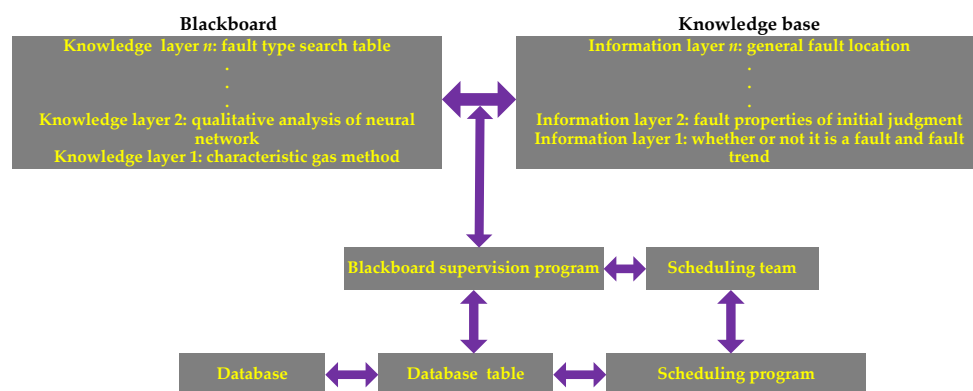 Blackboard
Knowledge layer n: fault type search table
.
.
.
Knowledge layer 2: qualitative analysis of neural
network
Knowledge layer 1: characteristic gas method
Knowledge base
Information layer n: general fault location
.
.
.
Information layer 2: fault properties of initial judgment
Information layer 1: whether or not it is a fault and fault
trend
Blackboard supervision program
Scheduling team
Database
Database table
Scheduling program